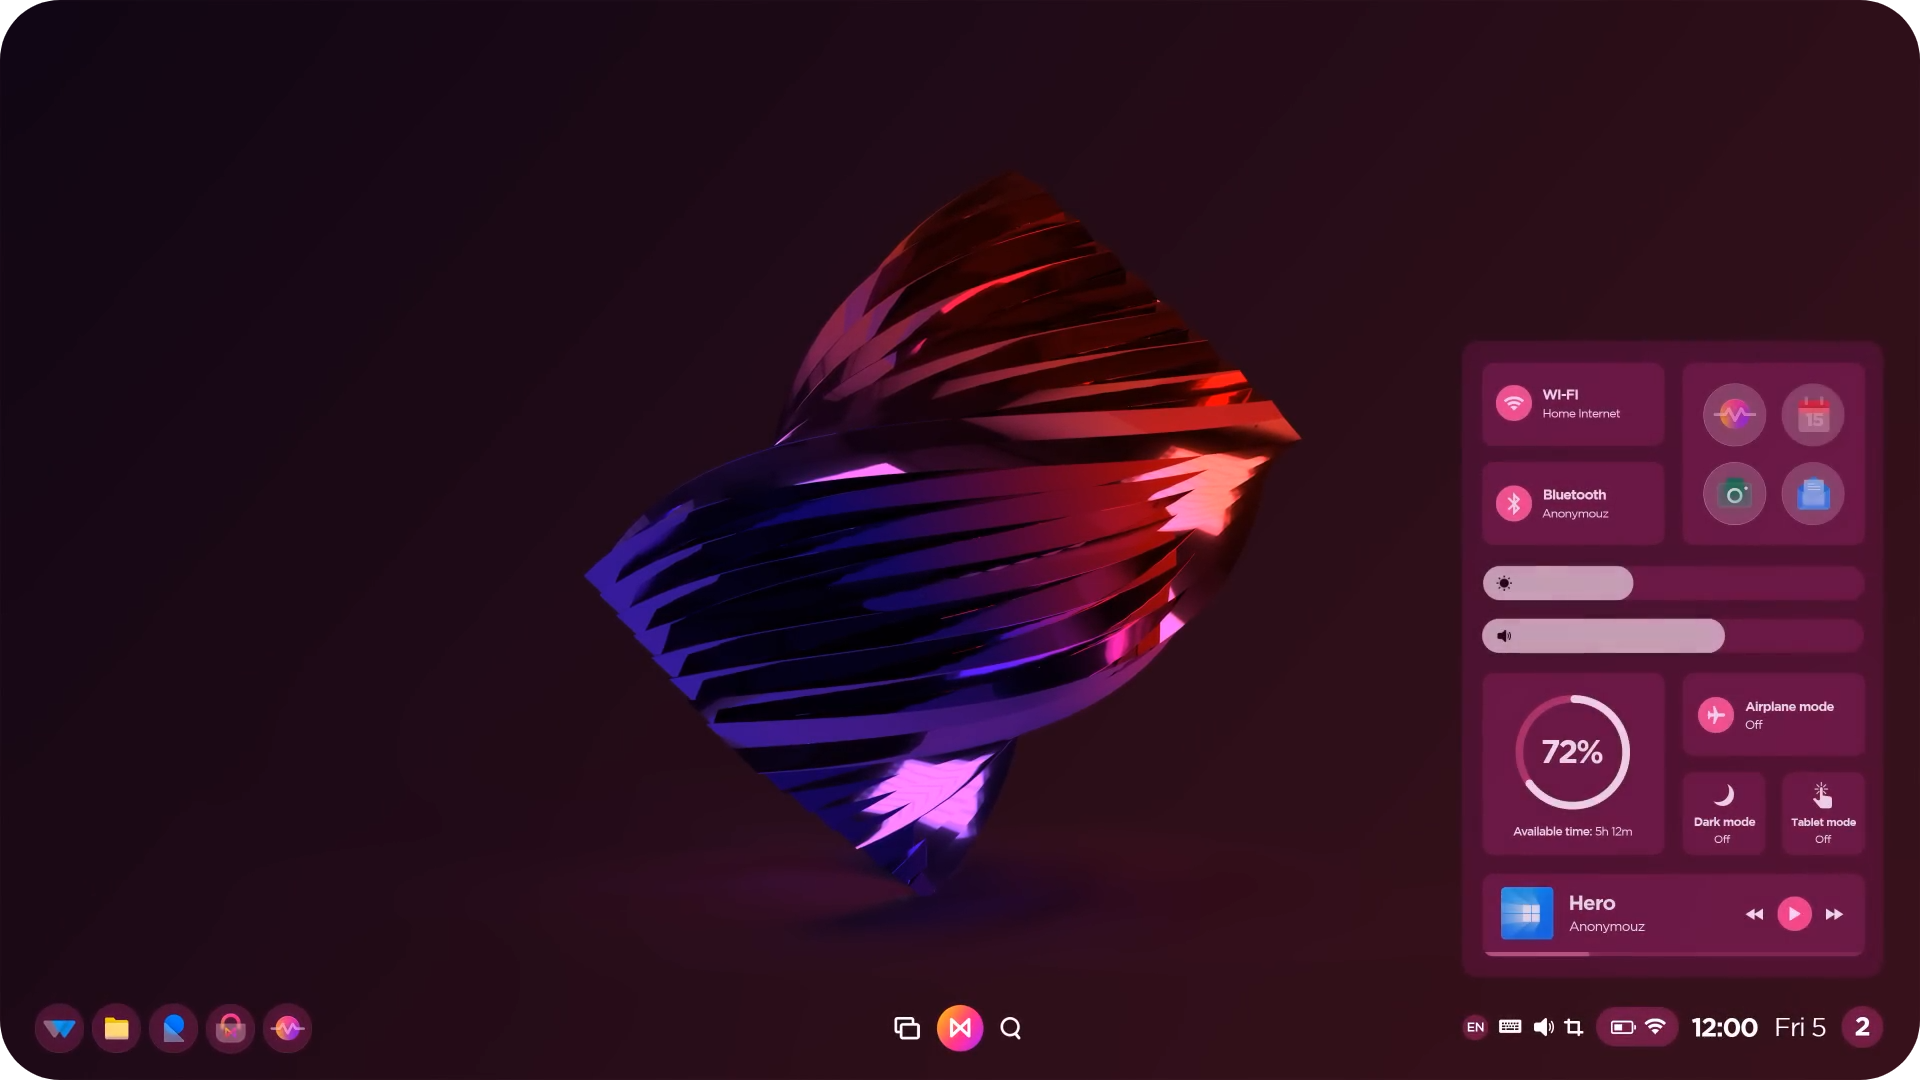 WI-FI
Home Internet
15
Bluetooth
Anonymouz
72%
Available time: 5h 12m
Airplane mode
Off
Dark mode
Off
Tablet mode
Off
Hero
Anonymouz
EN
12:00 Fri 5 2